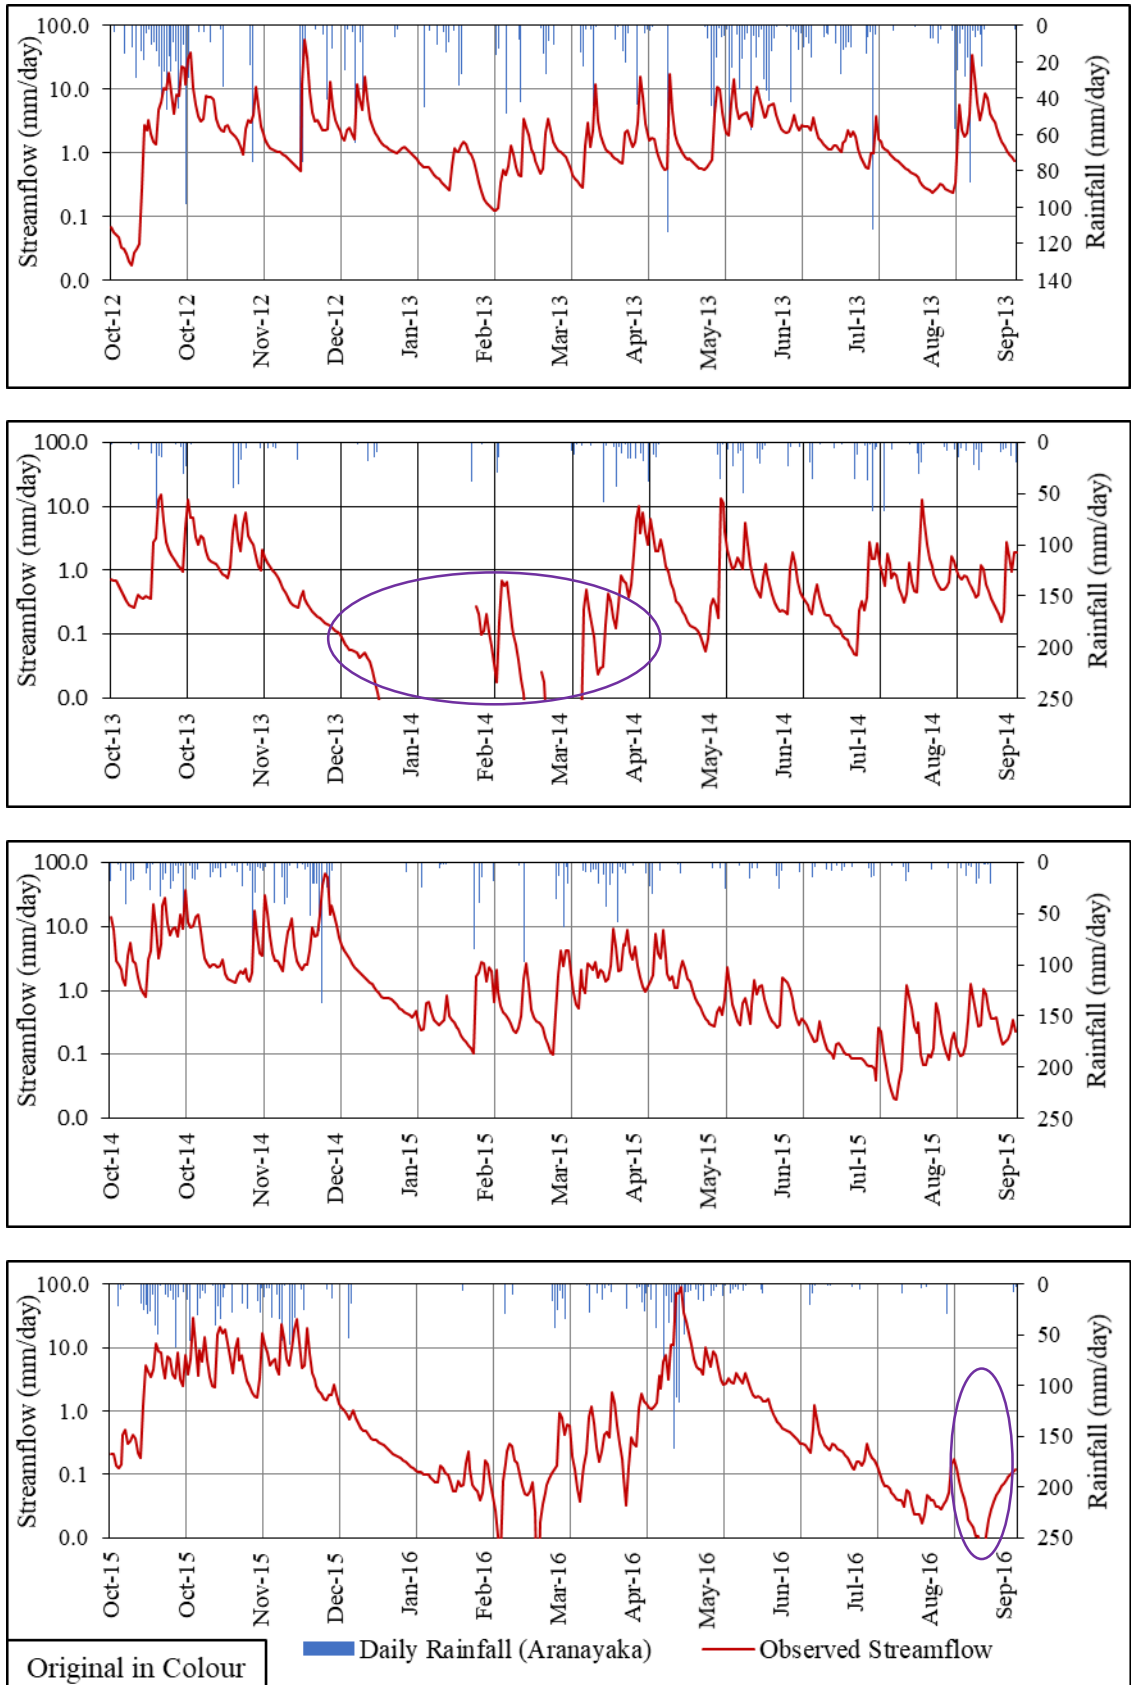 Streamflow (mm/day)
100.0
10.0
1.0
0.1
0.0
0
20
40
60
80
100
120
140
Rainfall (mm/day)
Oct-12
Oct-12
Nov-12
Dec-12
Jan-13
Feb-13
Mar-13
Apr-13
May-13
Jun-13
Jul-13
Aug-13
Sep-13
Streamflow (mm/day)
100.0
10.0
1.0
0.1
0.0
0
50
100
150
200
250
Rainfall (mm/day)
Oct-13
Oct-13
Nov-13
Dec-13
Jan-14
Feb-14
Mar-14
Apr-14
May-14
Jun-14
Jul-14
Aug-14
Sep-14
Streamflow (mm/day)
100.0
10.0
1.0
0.1
0.0
0
50
100
150
200
250
Rainfall (mm/day)
Oct-14
Oct-14
Nov-14
Dec-14
Jan-15
Feb-15
Mar-15
Apr-15
May-15
Jun-15
Jul-15
Aug-15
Sep-15
Streamflow (mm/day)
100.0
10.0
1.0
0.1
0.0
0
50
100
150
200
250
Rainfall (mm/day)
Oct-15
Oct-15
Nov-15
Dec-15
Jan-16
Feb-16
Mar-16
Apr-16
May-16
Jun-16
Jul-16
Aug-16
Sep-16
Daily Rainfall (Aranayaka)
Observed Streamflow
Original in Colour